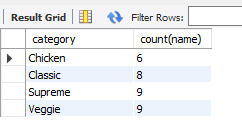 Result Grid Filter Rows:
category count(name)
Chicken 6
Classic 8
Supreme 9
Veggie 9